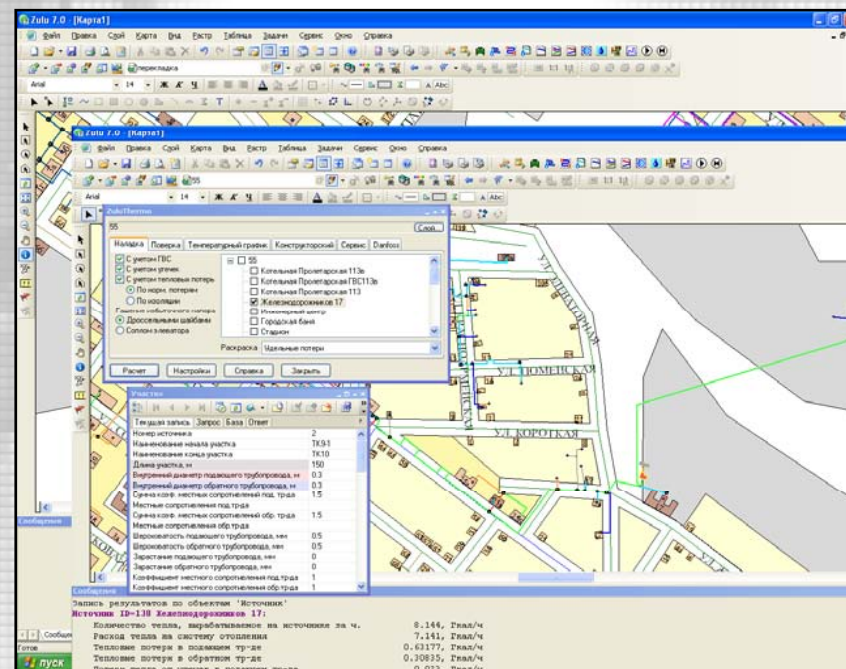 Zulu 7.0 - [Карта1]
Файл Правка Слой Карта Вид Растр Таблица Задачи Сервис Окно Справка
перекладка
Arial 14 Ж К Ч A Abc
Zulu 7.0 - [Карта1]
Файл Правка Слой Карта Вид Растр Таблица Задачи Сервис Окно Справка
55
Arial 14 Ж К Ч A Abc
ZuluThermo
55 Слой...
Наладка Поверка Температурный график Конструкторский Сервис Danfoss
С учетом ГВС
С учетом утечек
С учетом тепловых потерь
По норм. потерям
По изоляции
Дроссельными шайбами
Соплом элеватора
55
Котельная Пролетарская 113в
Котельная Пролетарская ГВС113в
Котельная Пролетарская 113
Железнодорожников 17
Инженерный центр
Городская баня
Стадион
Раскраска Удельные потери
Расчет Настройки Справка Закрыть
Участки
Текущая запись Запрос База Ответ
Номер источника 2
Наименование начала участка ТК9-1
Наименование конца участка ТК10
Длина участка, м 150
Внутренний диаметр подающего трубопровода, м 0.3
Внутренний диаметр обратного трубопровода, м 0.3
Сумма коэф. местных сопротивлений под. тр-да 1.5
Местные сопротивления под.тр-да
Сумма коэф. местных сопротивлений обр. тр-да 1.5
Местные сопротивления обр.тр-да
Шероховатость подающего трубопровода, мм 0.5
Шероховатость обратного трубопровода, мм 0.5
Зарастание подающего трубопровода, мм 0
Зарастание обратного трубопровода, мм 0
Коэффициент местного сопротивления под.тр-да 1
Коэффициент местного сопротивления обр.тр-да 1
УЛ. ТЮМЕНСКАЯ
УЛ. КОРОТКАЯ
Сообщения
Запись результатов по объектам 'Источник'
Источник ID=138 Железнодорожников 17:
Количество тепла, вырабатываемое на источнике за ч. 8.144, Гкал/ч
Расход тепла на систему отопления 7.141, Гкал/ч
Тепловые потери в подающем тр-де 0.63177, Гкал/ч
Тепловые потери в обратном тр-де 0.30835, Гкал/ч
Готов
пуск